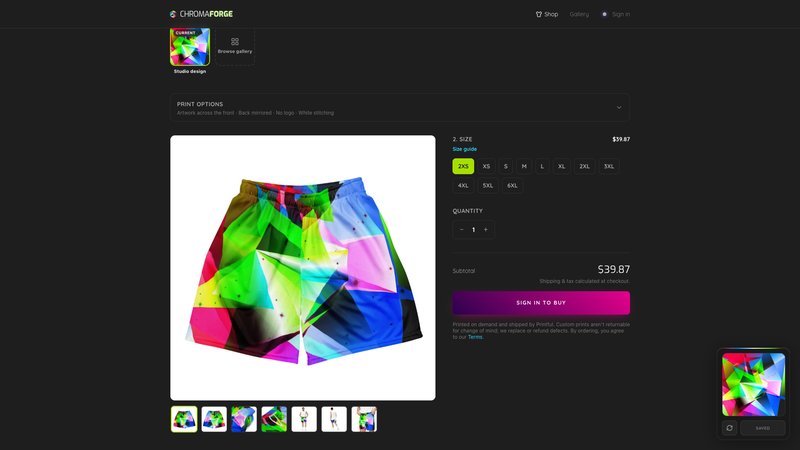 CHROMAFORGE
Shop
Gallery
Sign in
CURRENT
Studio design
Browse gallery
PRINT OPTIONS
Artwork across the front · Back mirrored · No logo · White stitching
2. SIZE
$39.87
Size guide
2XS
XS
S
M
L
XL
2XL
3XL
4XL
5XL
6XL
QUANTITY
− 1 +
Subtotal
$39.87
Shipping & tax calculated at checkout.
SIGN IN TO BUY
Printed on demand and shipped by Printful. Custom prints aren't returnable
for change of mind; we replace or refund defects. By ordering, you agree
to our Terms.
SAVED